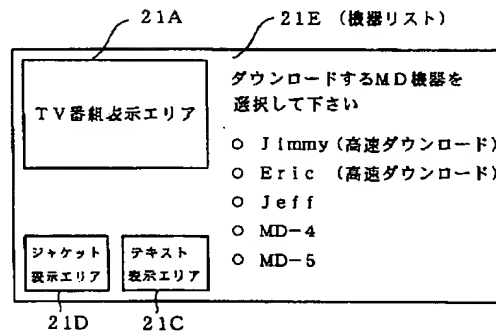 21A
21E (機器リスト)
TV番組表示エリア
ダウンロードするMD機器を
選択して下さい
○ Jimmy (高速ダウンロード)
○ Eric (高速ダウンロード)
○ Jeff
○ MD-4
○ MD-5
ジャケット
表示エリア
テキスト
表示エリア
21D
21C